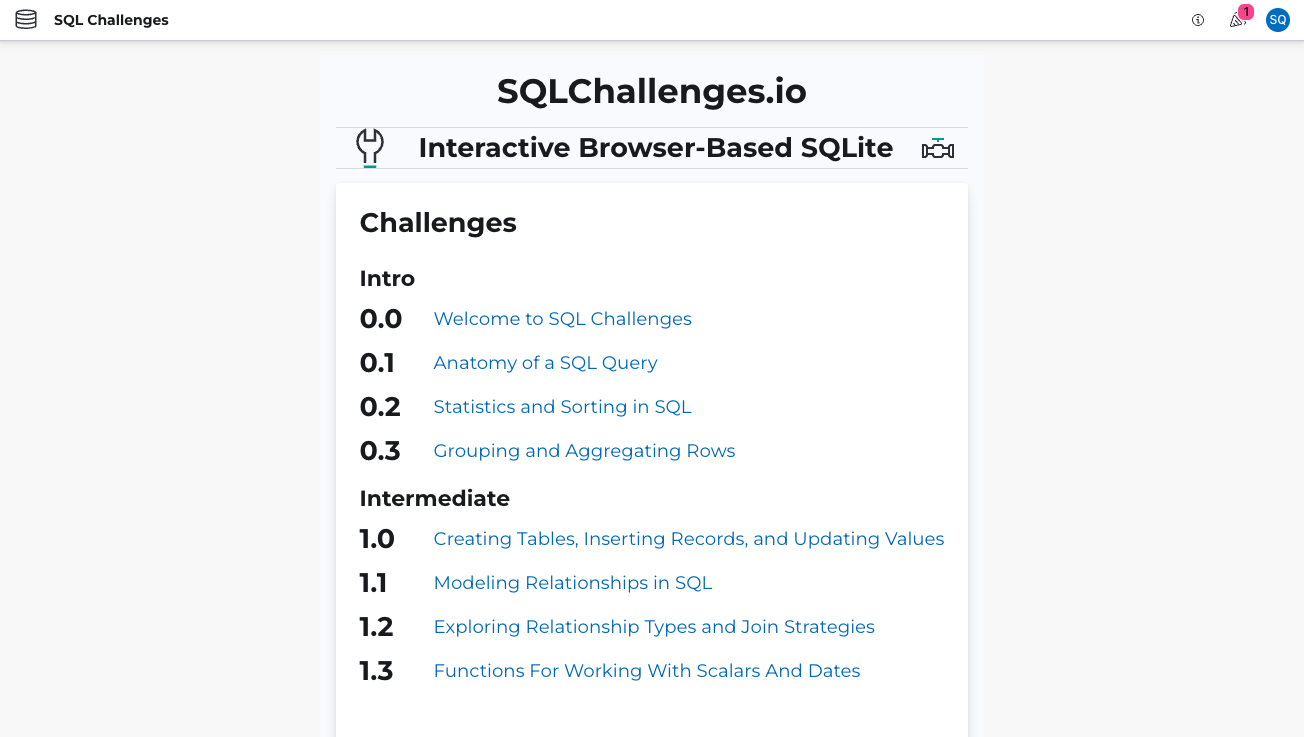 SQL Challenges
1
SQ
SQLChallenges.io
Interactive Browser-Based SQLite
Challenges
Intro
0.0 Welcome to SQL Challenges
0.1 Anatomy of a SQL Query
0.2 Statistics and Sorting in SQL
0.3 Grouping and Aggregating Rows
Intermediate
1.0 Creating Tables, Inserting Records, and Updating Values
1.1 Modeling Relationships in SQL
1.2 Exploring Relationship Types and Join Strategies
1.3 Functions For Working With Scalars And Dates